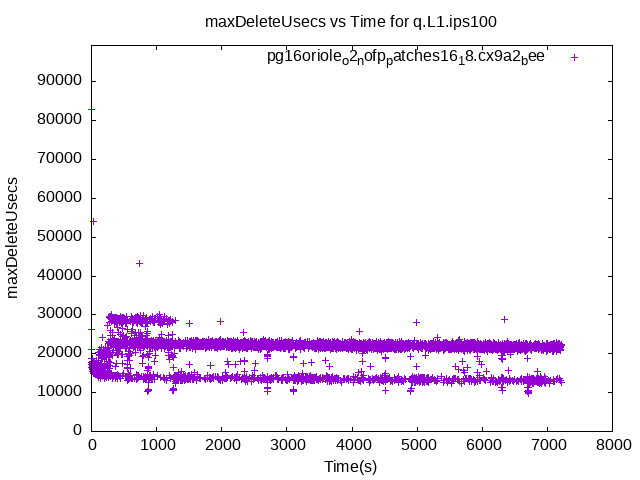 maxDeleteUsecs vs Time for q.L1.ips100
pg16oriole_o2_nofp_patches16_18.cx9a2_bee
90000
80000
70000
60000
50000
40000
30000
20000
10000
0
maxDeleteUsecs
0 1000 2000 3000 4000 5000 6000 7000 8000
Time(s)